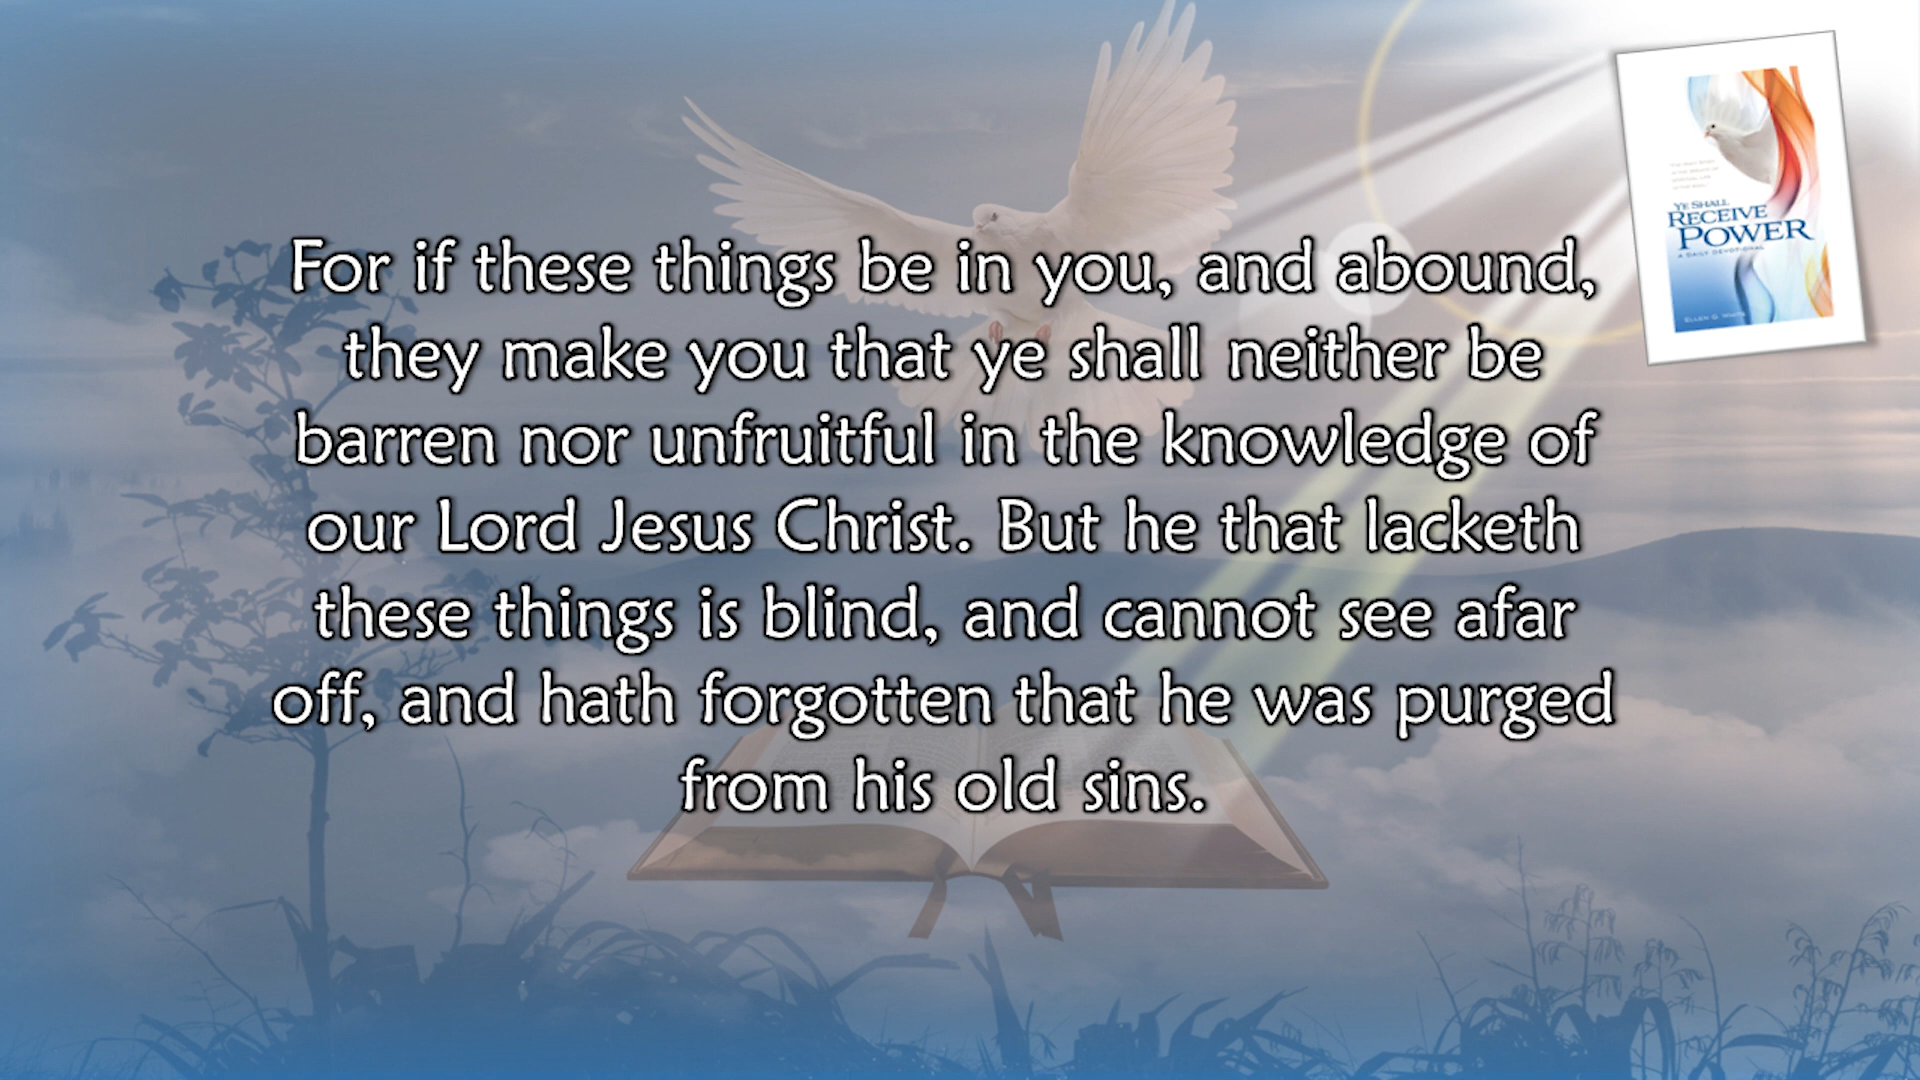 For if these things be in you, and abound,
they make you that ye shall neither be
barren nor unfruitful in the knowledge of
our Lord Jesus Christ. But he that lacketh
these things is blind, and cannot see afar
off, and hath forgotten that he was purged
from his old sins.
YE SHALL
RECEIVE
POWER
A DAILY DEVOTIONAL
ELLEN G. WHITE